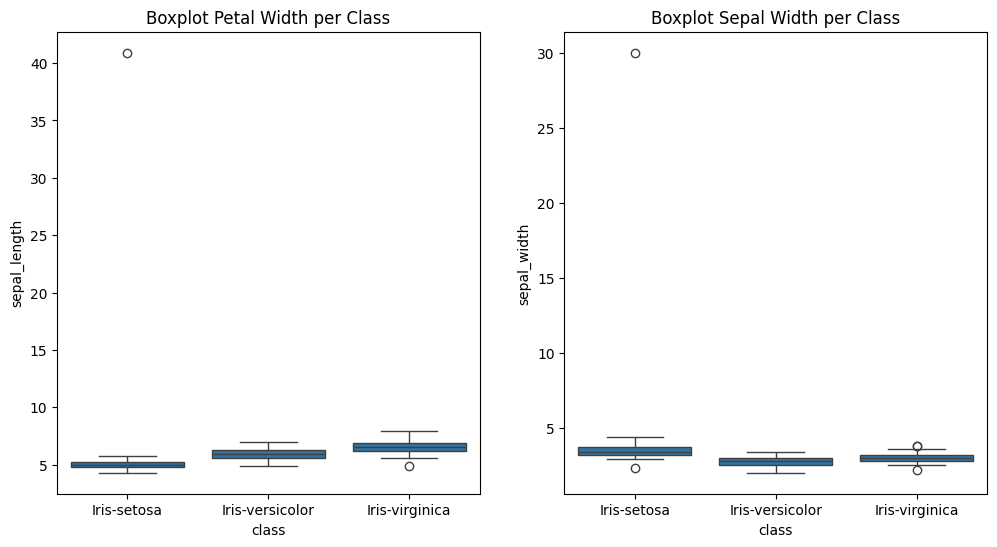 Boxplot Petal Width per Class
sepal_length
40
35
30
25
20
15
10
5
Iris-setosa Iris-versicolor Iris-virginica
class
Boxplot Sepal Width per Class
sepal_width
30
25
20
15
10
5
Iris-setosa Iris-versicolor Iris-virginica
class